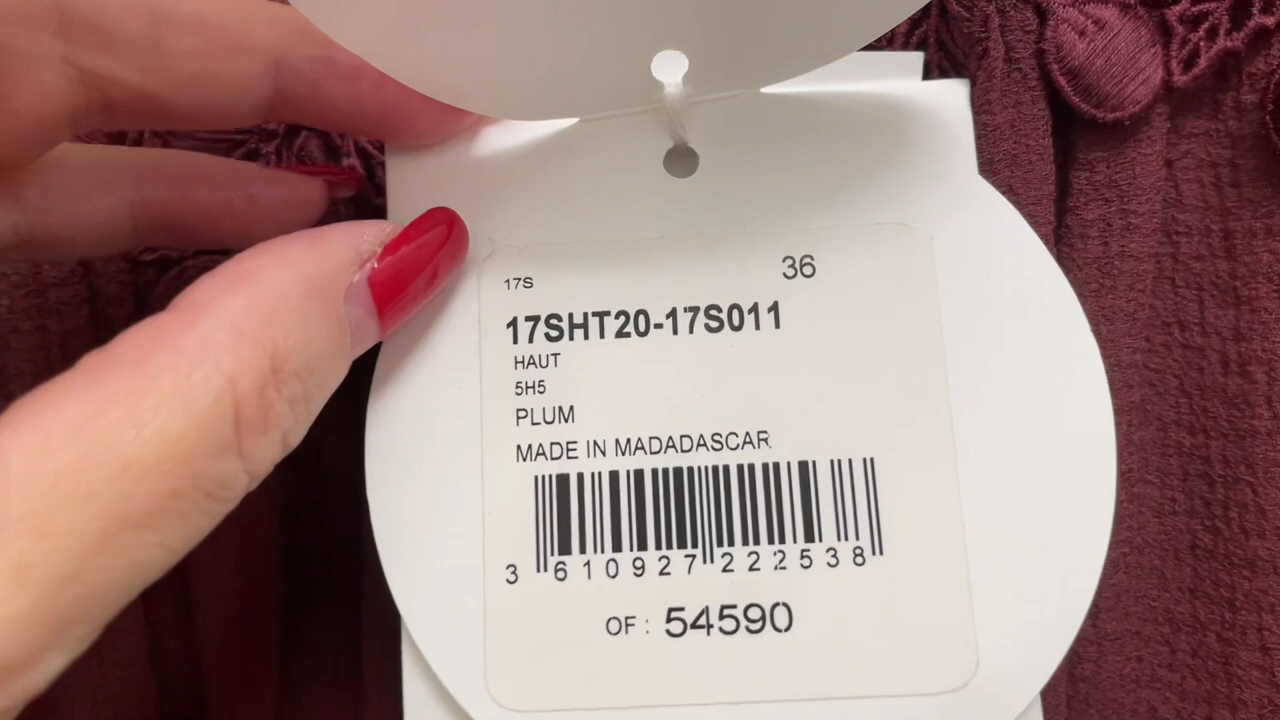 17S 36
17SHT20-17S011
HAUT
5H5
PLUM
MADE IN MADADASCAR
3 610927 222538
OF : 54590